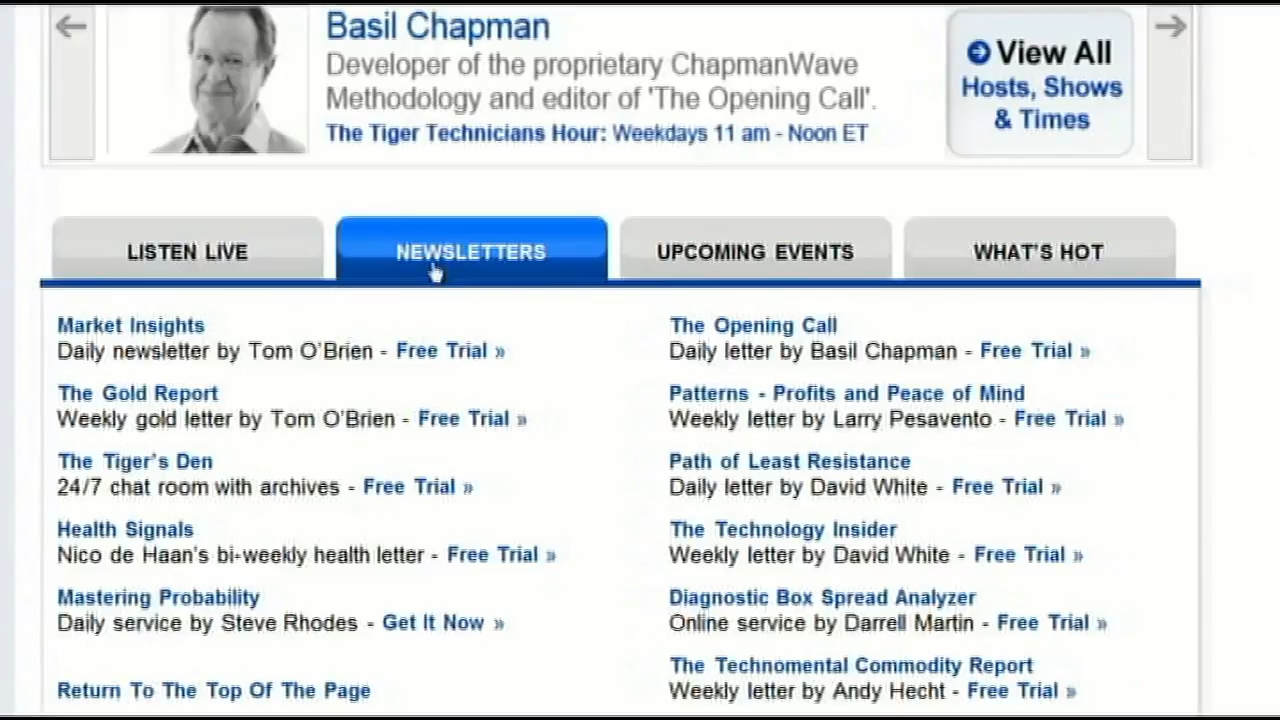 Basil Chapman
Developer of the proprietary ChapmanWave
Methodology and editor of 'The Opening Call'.
The Tiger Technicians Hour: Weekdays 11 am - Noon ET
View All
Hosts, Shows
& Times
LISTEN LIVE
NEWSLETTERS
UPCOMING EVENTS
WHAT'S HOT
Market Insights
Daily newsletter by Tom O'Brien - Free Trial »
The Gold Report
Weekly gold letter by Tom O'Brien - Free Trial »
The Tiger's Den
24/7 chat room with archives - Free Trial »
Health Signals
Nico de Haan's bi-weekly health letter - Free Trial »
Mastering Probability
Daily service by Steve Rhodes - Get It Now »
Return To The Top Of The Page
The Opening Call
Daily letter by Basil Chapman - Free Trial »
Patterns - Profits and Peace of Mind
Weekly letter by Larry Pesavento - Free Trial »
Path of Least Resistance
Daily letter by David White - Free Trial »
The Technology Insider
Weekly letter by David White - Free Trial »
Diagnostic Box Spread Analyzer
Online service by Darrell Martin - Free Trial »
The Technomental Commodity Report
Weekly letter by Andy Hecht - Free Trial »